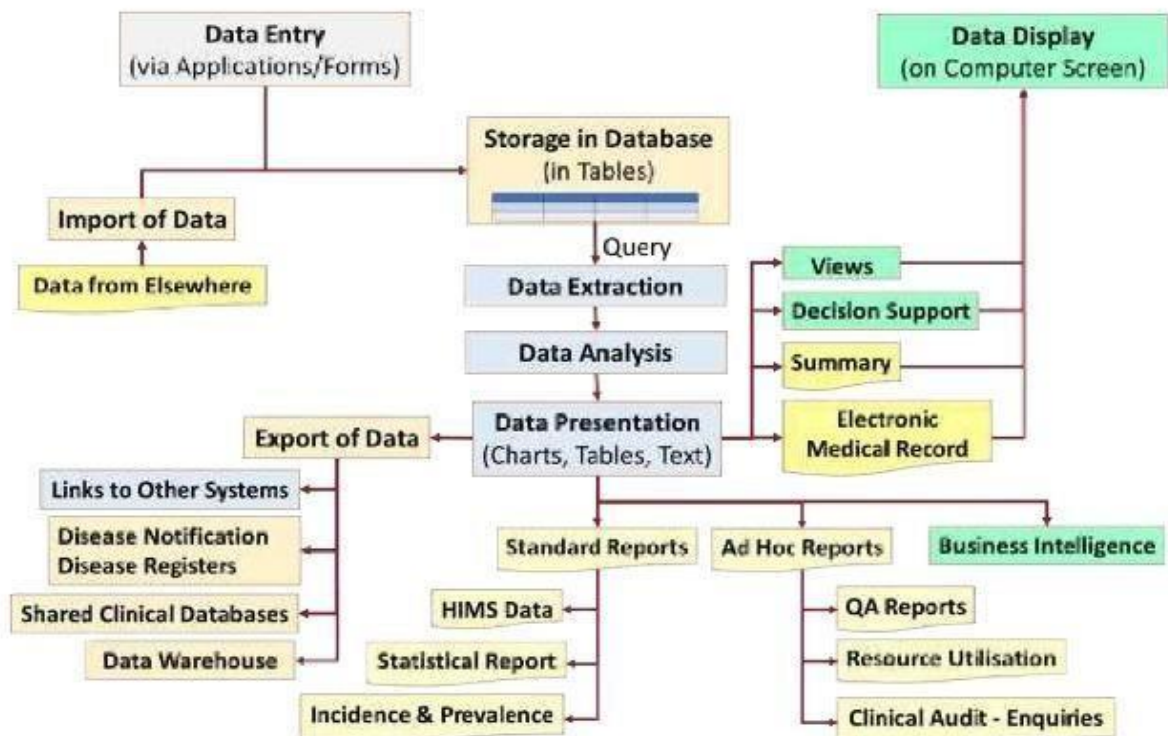 Data Entry
(via Applications/Forms)
Data Display
(on Computer Screen)
Storage in Database
(in Tables)
Import of Data
Data from Elsewhere
Query
Data Extraction
Data Analysis
Data Presentation
(Charts, Tables, Text)
Views
Decision Support
Summary
Electronic
Medical Record
Export of Data
Links to Other Systems
Disease Notification
Disease Registers
Shared Clinical Databases
Data Warehouse
Standard Reports
HIMS Data
Statistical Report
Incidence & Prevalence
Ad Hoc Reports
QA Reports
Resource Utilisation
Clinical Audit - Enquiries
Business Intelligence